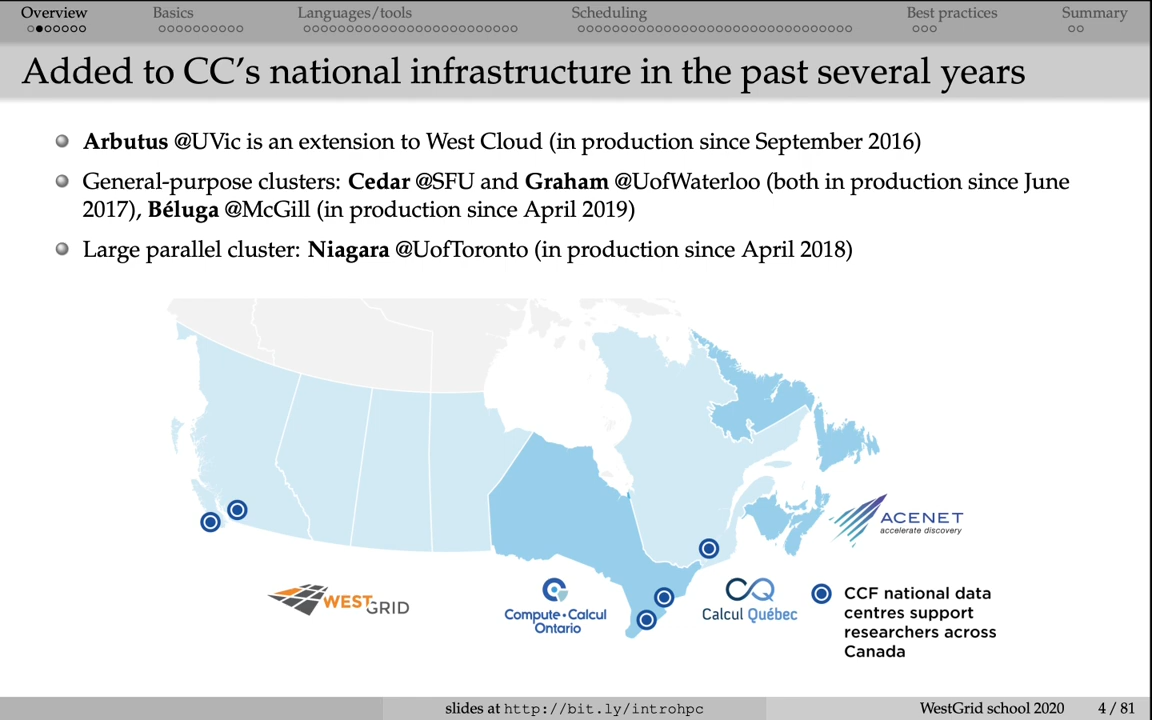 Overview Basics Languages/tools Scheduling Best practices Summary
Added to CC's national infrastructure in the past several years
Arbutus @UVic is an extension to West Cloud (in production since September 2016)
General-purpose clusters: Cedar @SFU and Graham @UofWaterloo (both in production since June
2017), Béluga @McGill (in production since April 2019)
Large parallel cluster: Niagara @UofToronto (in production since April 2018)
ACENET
accelerate discovery
WESTGRID
Compute • Calcul
Ontario
Calcul Québec
CCF national data
centres support
researchers across
Canada
slides at http://bit.ly/introhpc WestGrid school 2020 4 / 81